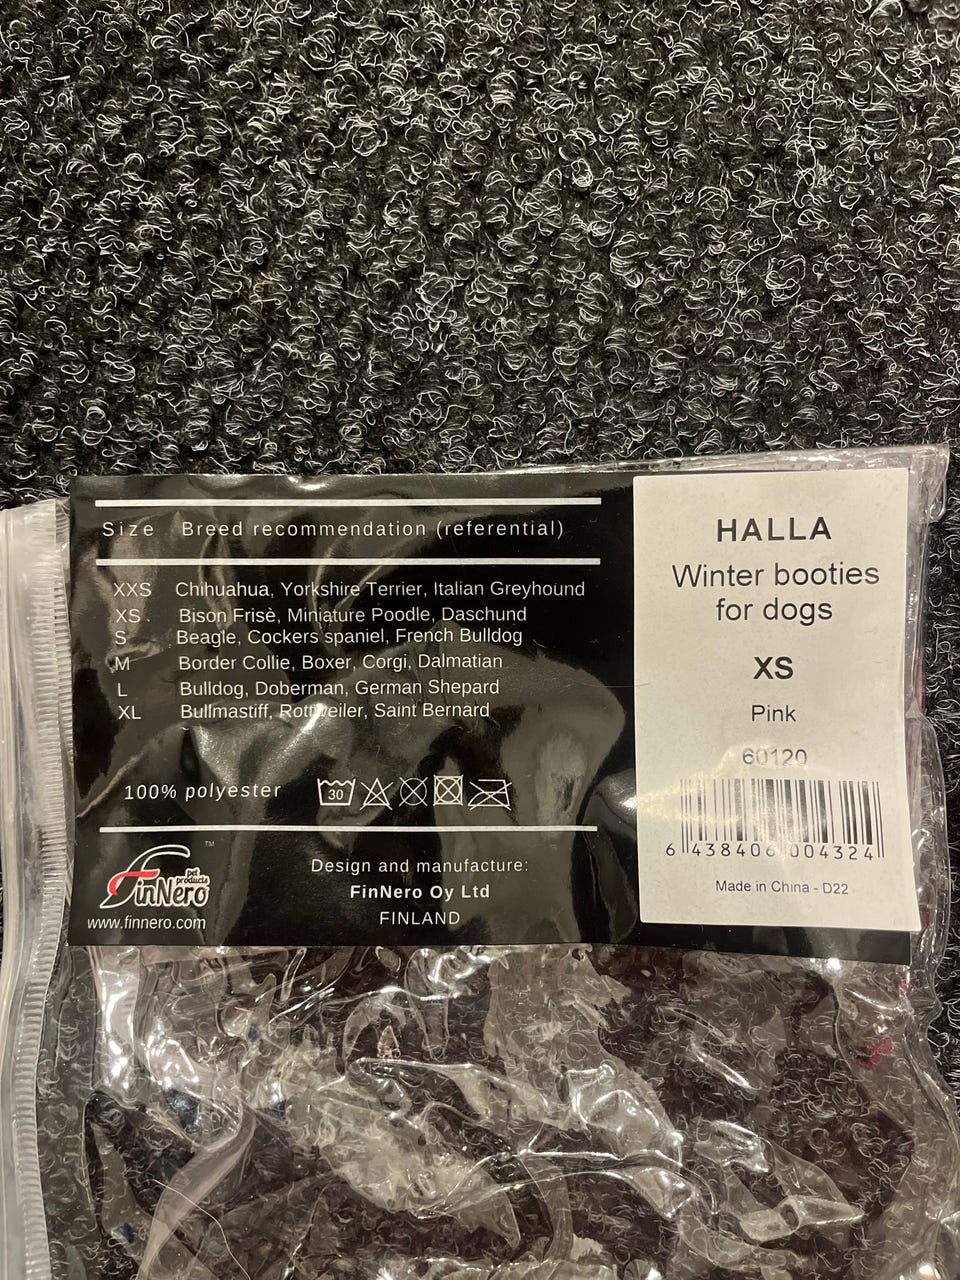 Size Breed recommendation (referential)
XXS Chihuahua, Yorkshire Terrier, Italian Greyhound
XS. Bison Frisè, Miniature Poodle, Daschund
S Beagle, Cockers spaniel, French Bulldog
M Border Collie, Boxer, Corgi, Dalmatian
L Bulldog, Doberman, German Shepard
XL Bullmastiff, Rottweiler, Saint Bernard
100% polyester 30
FinNero pet products TM
www.finnero.com
Design and manufacture:
FinNero Oy Ltd
FINLAND
HALLA
Winter booties
for dogs
XS
Pink
60120
6 438406 004324
Made in China - D22